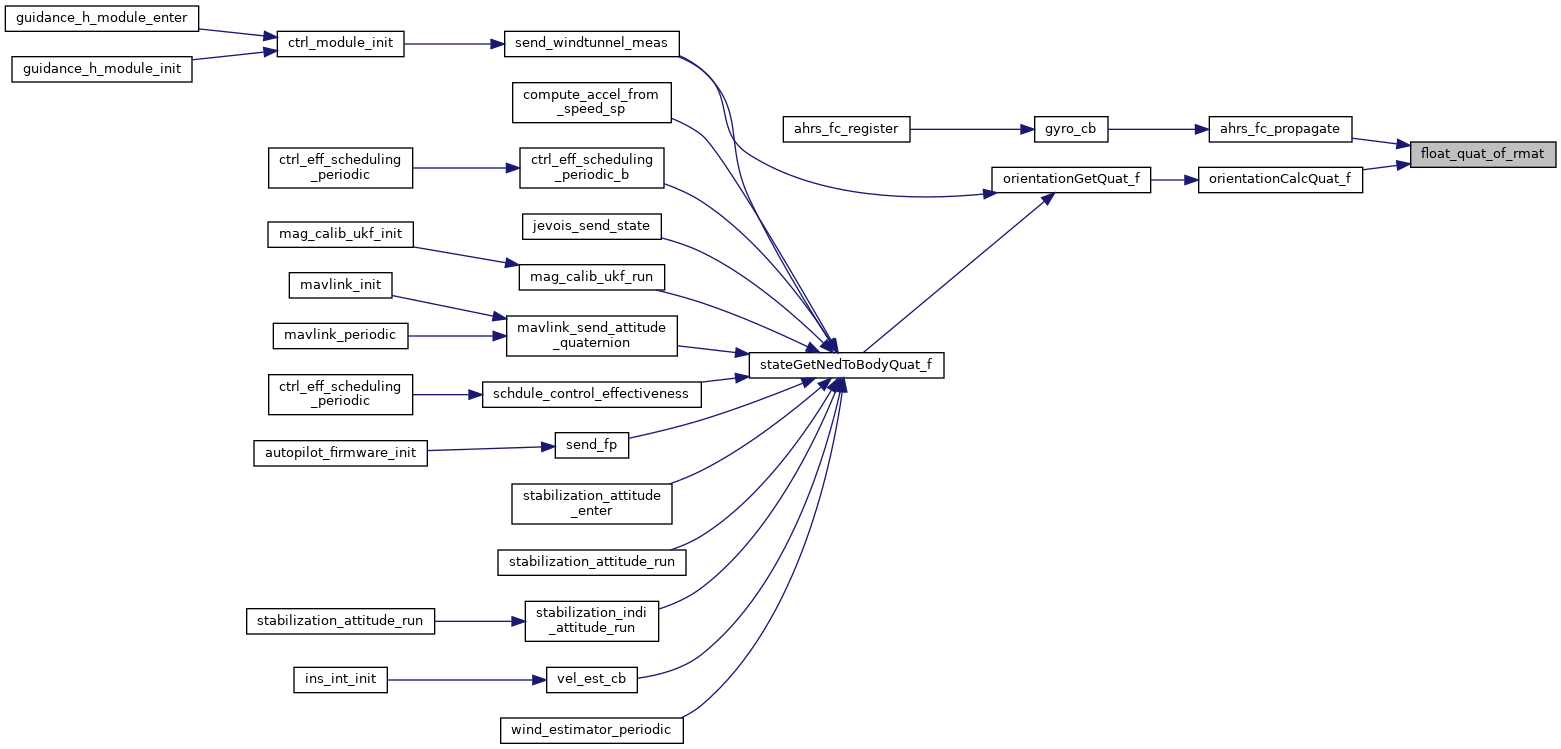 guidance_h_module_enter
guidance_h_module_init
ctrl_module_init
send_windtunnel_meas
compute_accel_from
_speed_sp
ctrl_eff_scheduling
_periodic
ctrl_eff_scheduling
_periodic_b
jevois_send_state
mag_calib_ukf_init
mag_calib_ukf_run
mavlink_init
mavlink_periodic
mavlink_send_attitude
_quaternion
ctrl_eff_scheduling
_periodic
schdule_control_effectiveness
autopilot_firmware_init
send_fp
stabilization_attitude
_enter
stabilization_attitude_run
stabilization_attitude_run
stabilization_indi
_attitude_run
ins_int_init
vel_est_cb
wind_estimator_periodic
stateGetNedToBodyQuat_f
ahrs_fc_register
gyro_cb
ahrs_fc_propagate
orientationGetQuat_f
orientationCalcQuat_f
float_quat_of_rmat